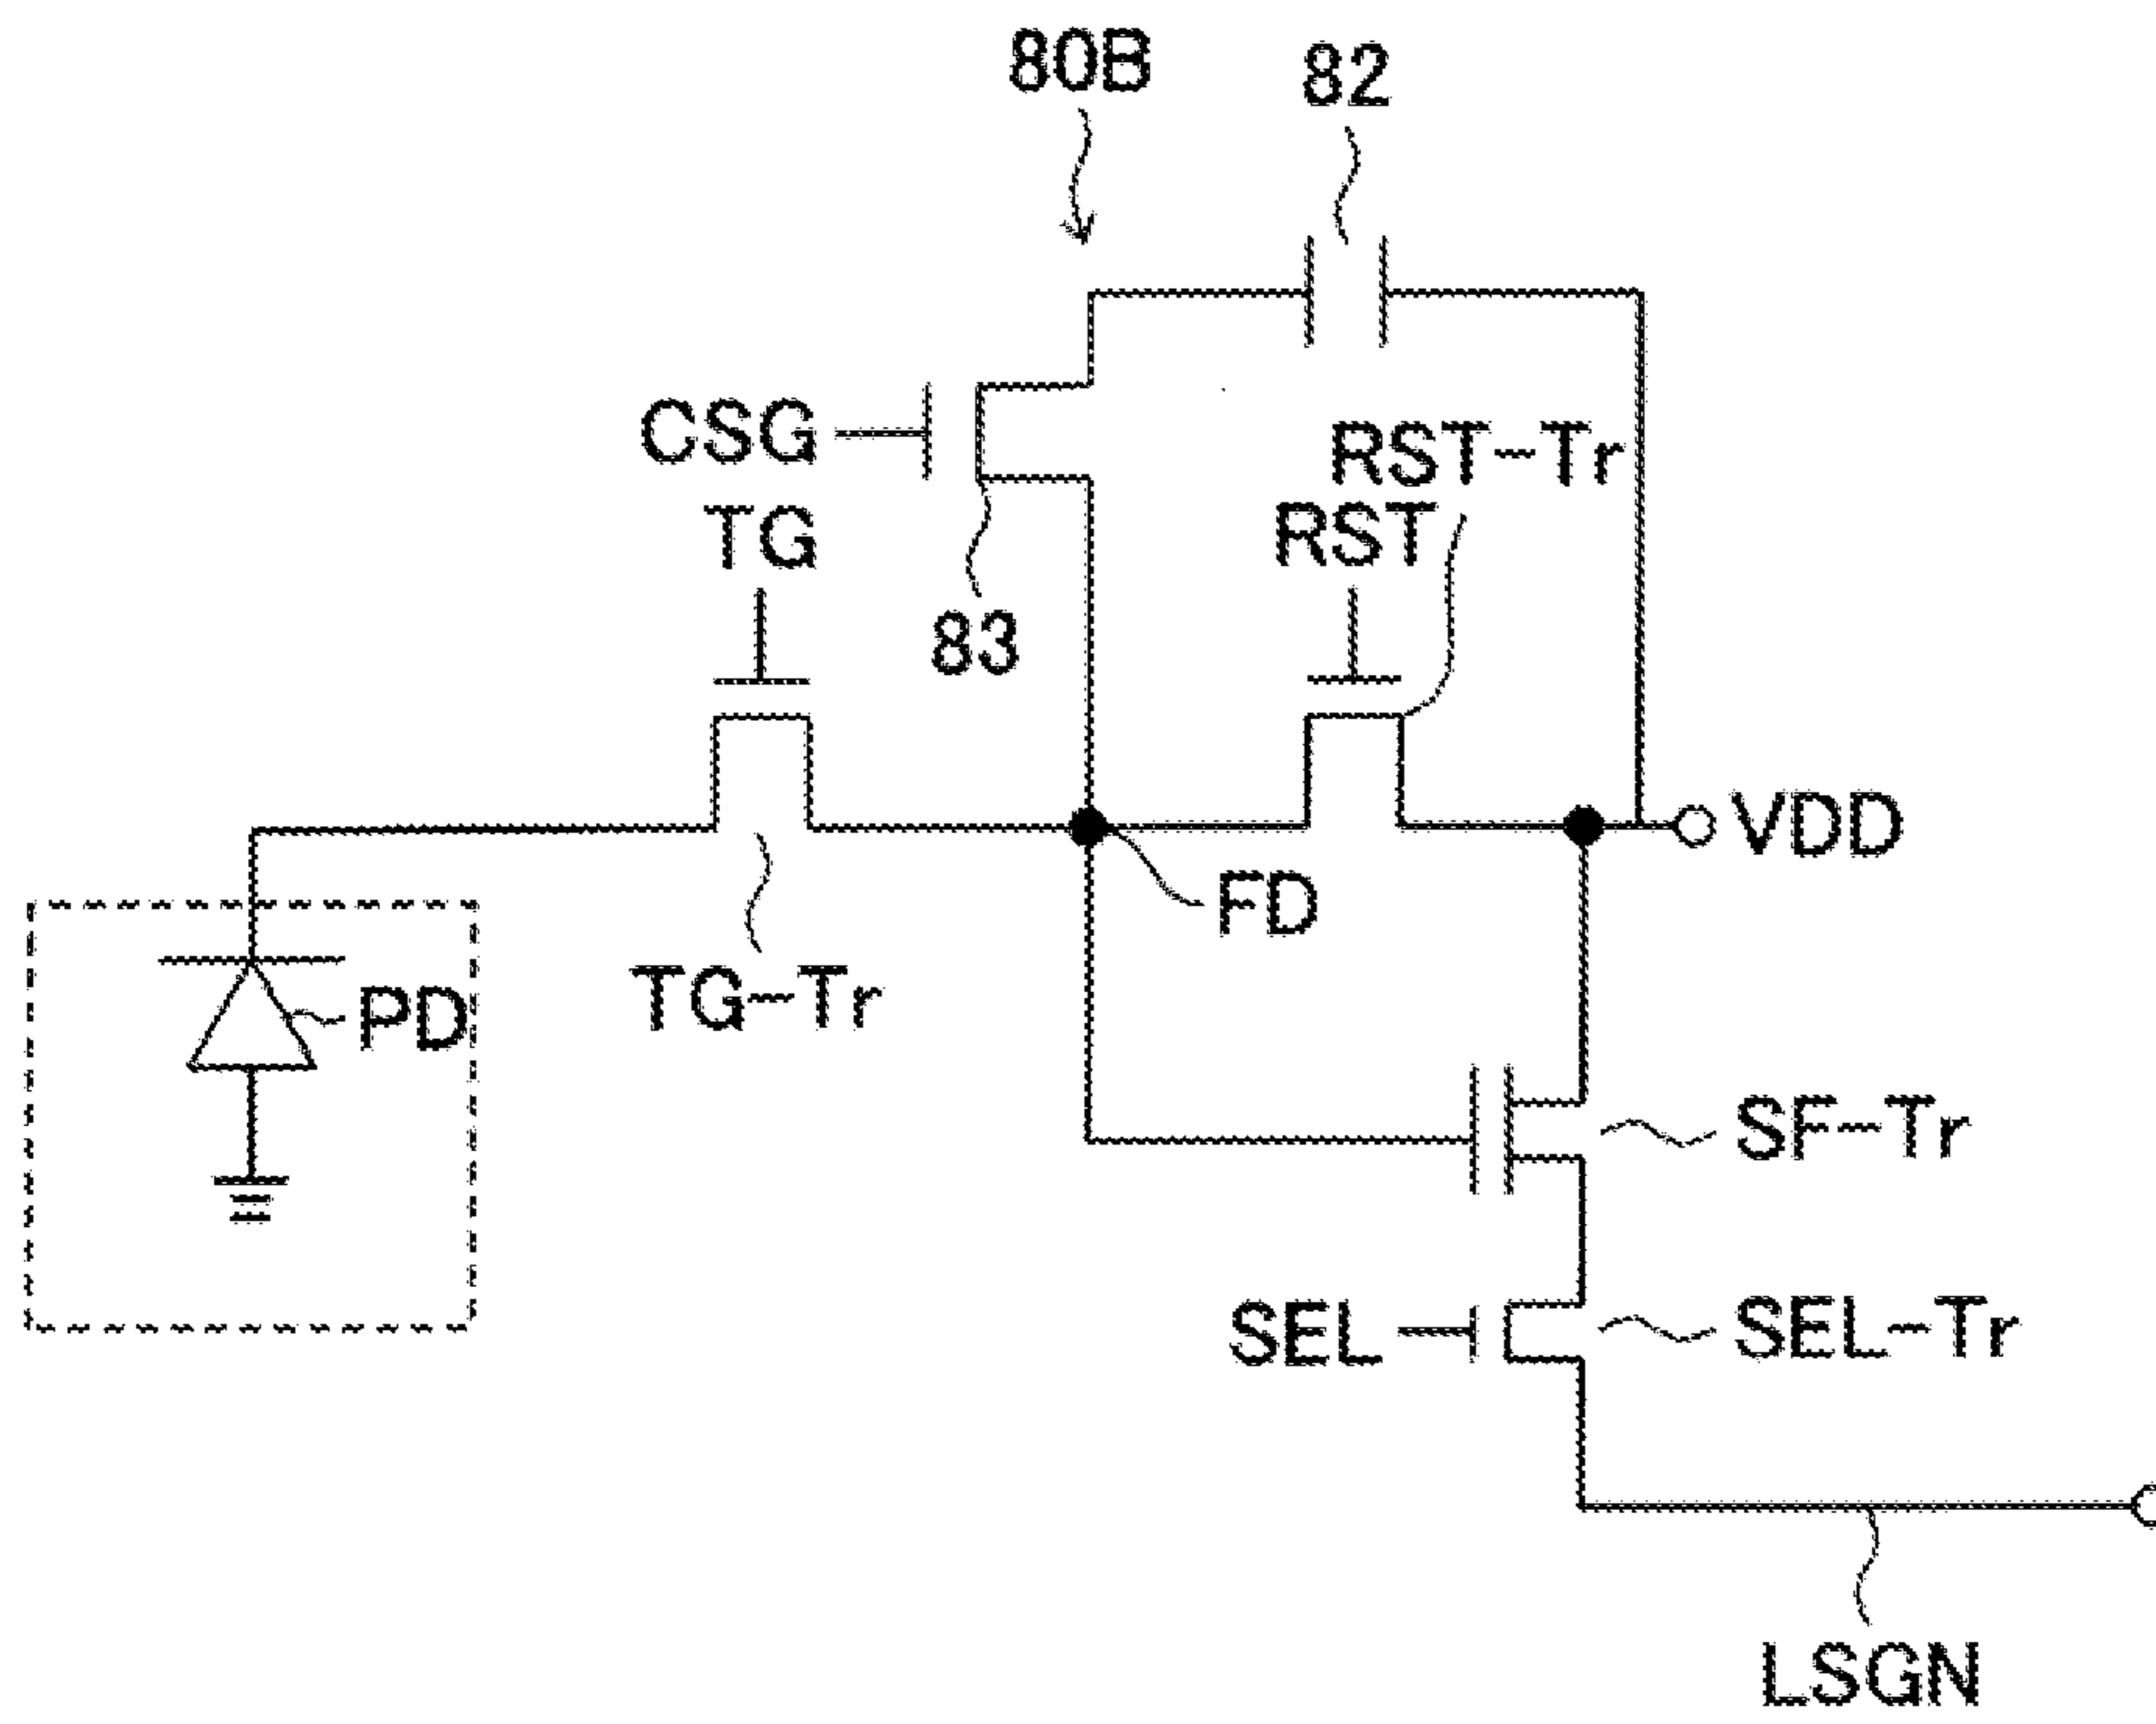 80B
82
CSG
RST-Tr
TG
RST
83
VDD
FD
PD
TG-Tr
SF-Tr
SEL
SEL-Tr
LSGN